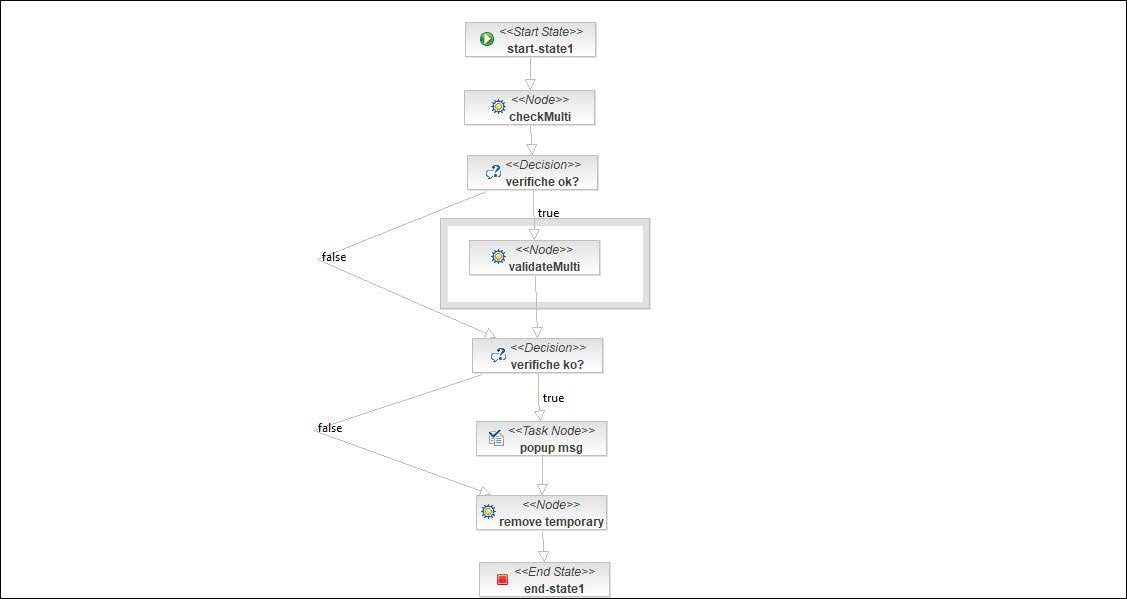 <<Start State>>
start-state1
<<Node>>
checkMulti
<<Decision>>
verifiche ok?
true
false
<<Node>>
validateMulti
<<Decision>>
verifiche ko?
true
false
<<Task Node>>
popup msg
<<Node>>
remove temporary
<<End State>>
end-state1